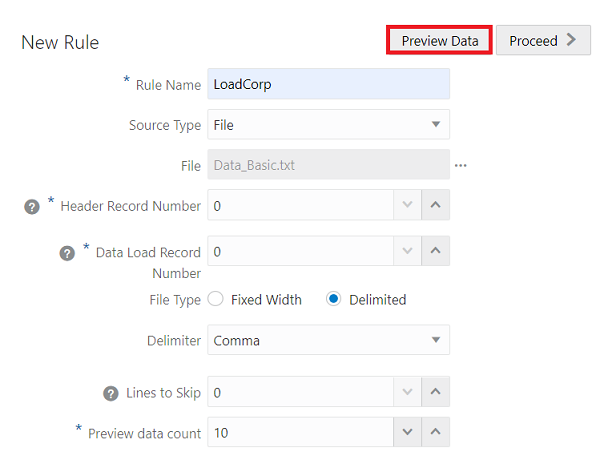 New Rule
Preview Data
Proceed
* Rule Name LoadCorp
Source Type File
File Data_Basic.txt ...
? * Header Record Number 0
? * Data Load Record Number 0
File Type Fixed Width Delimited
Delimiter Comma
? Lines to Skip 0
* Preview data count 10